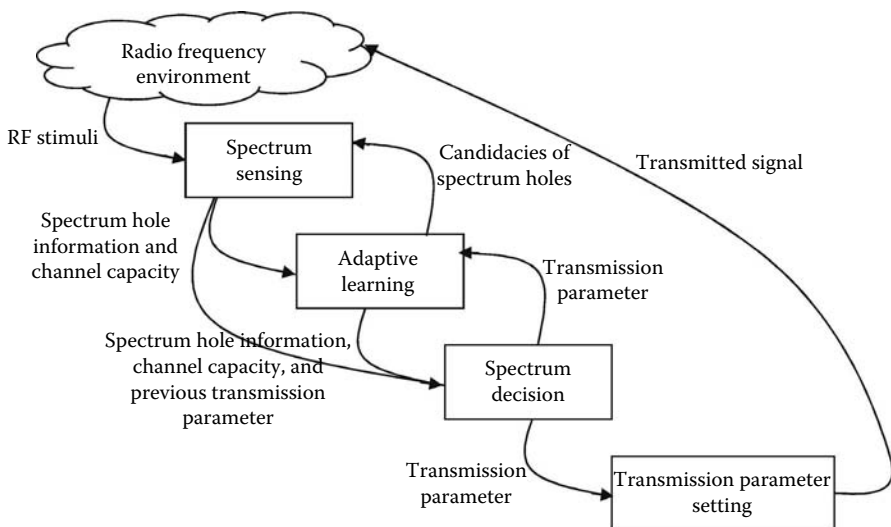 Radio frequency
environment
RF stimuli
Spectrum
sensing
Candidacies of
spectrum holes
Transmitted signal
Spectrum hole
information and
channel capacity
Adaptive
learning
Transmission
parameter
Spectrum hole information,
channel capacity, and
previous transmission
parameter
Spectrum
decision
Transmission
parameter
Transmission parameter
setting